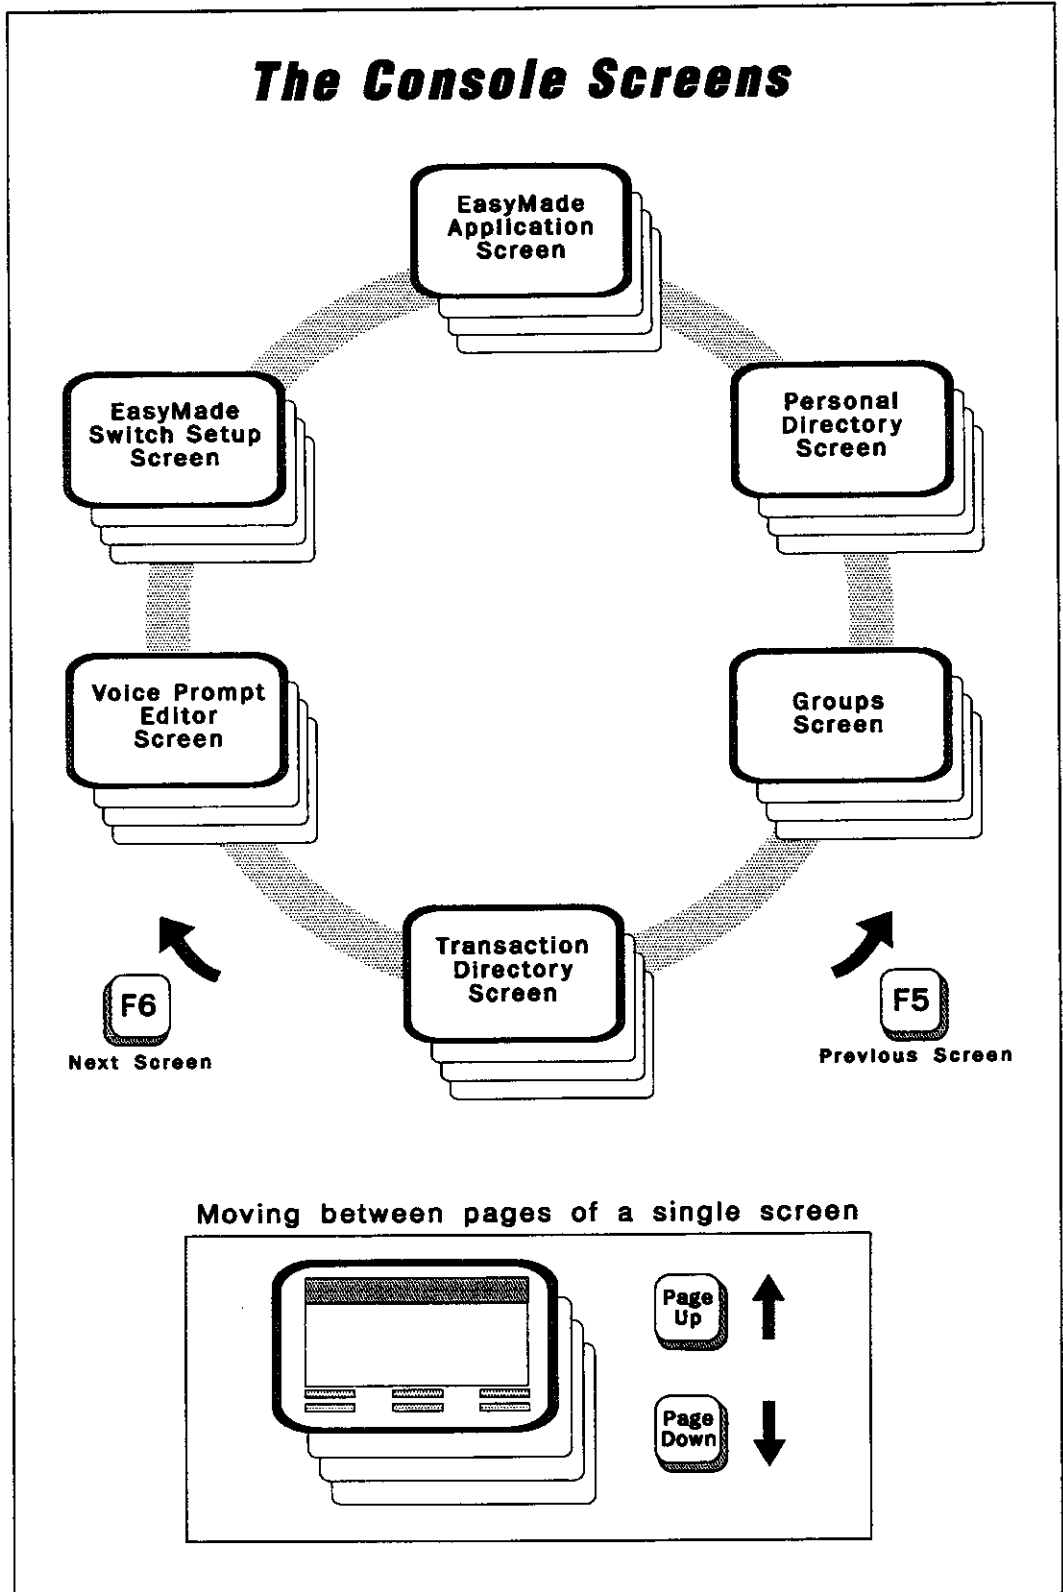 The Console Screens
EasyMade
Application
Screen
EasyMade
Switch Setup
Screen
Personal
Directory
Screen
Voice Prompt
Editor
Screen
Groups
Screen
Transaction
Directory
Screen
F6
Next Screen
F5
Previous Screen
Moving between pages of a single screen
Page
Up
Page
Down